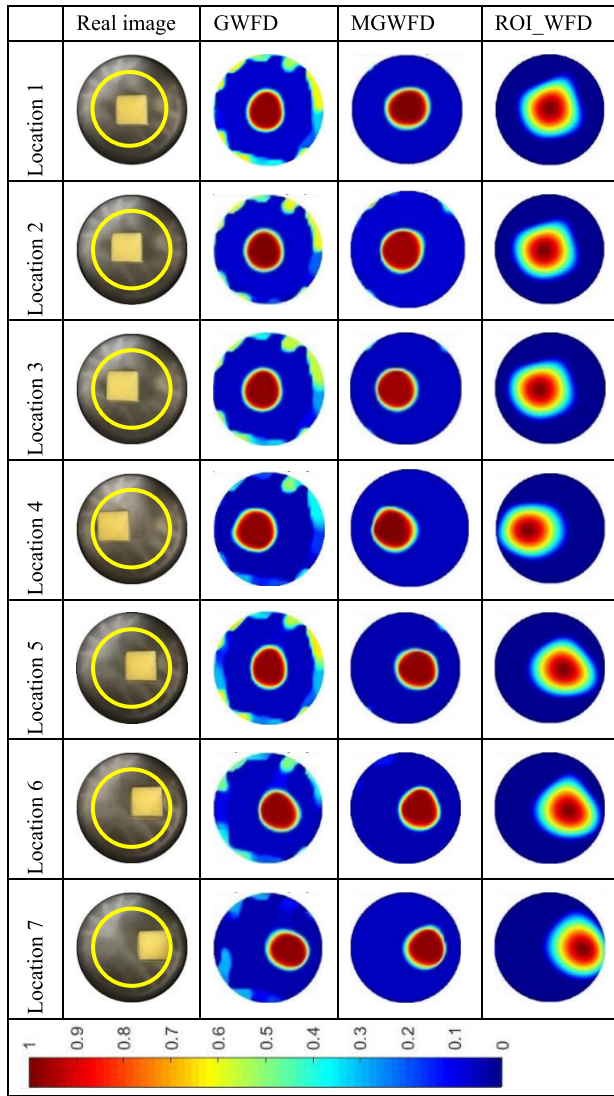 Real image GWFD MGWFD ROI_WFD
Location 1
Location 2
Location 3
Location 4
Location 5
Location 6
Location 7
1 0.9 0.8 0.7 0.6 0.5 0.4 0.3 0.2 0.1 0